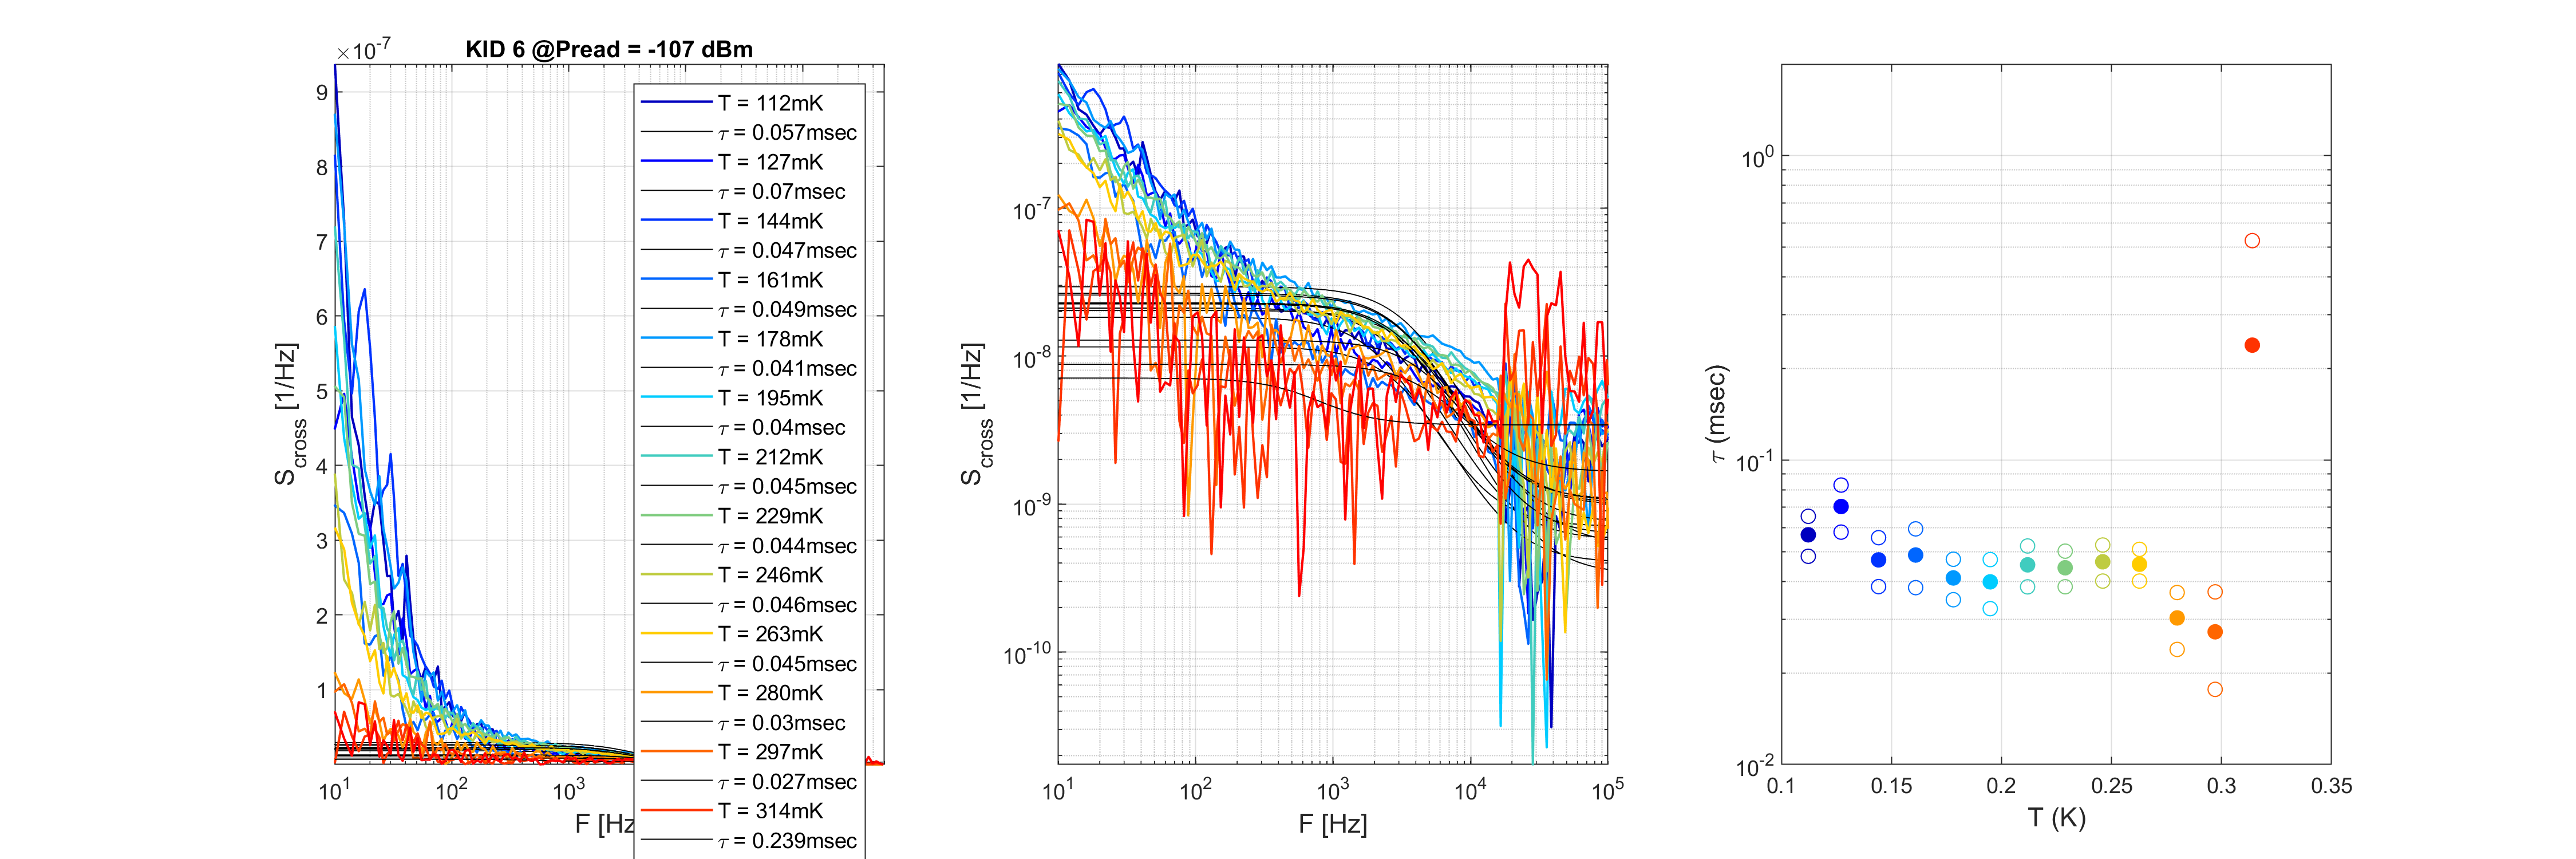 KID 6 @Pread = -107 dBm
×10-7
9
8
7
6
5
4
3
2
1
S_cross [1/Hz]
10^1
10^2
10^3
F [Hz
T = 112mK
τ = 0.057msec
T = 127mK
τ = 0.07msec
T = 144mK
τ = 0.047msec
T = 161mK
τ = 0.049msec
T = 178mK
τ = 0.041msec
T = 195mK
τ = 0.04msec
T = 212mK
τ = 0.045msec
T = 229mK
τ = 0.044msec
T = 246mK
τ = 0.046msec
T = 263mK
τ = 0.045msec
T = 280mK
τ = 0.03msec
T = 297mK
τ = 0.027msec
T = 314mK
τ = 0.239msec
10^-7
10^-8
10^-9
10^-10
S_cross [1/Hz]
10^1
10^2
10^3
10^4
10^5
F [Hz]
10^0
10^-1
10^-2
τ (msec)
0.1
0.15
0.2
0.25
0.3
0.35
T (K)